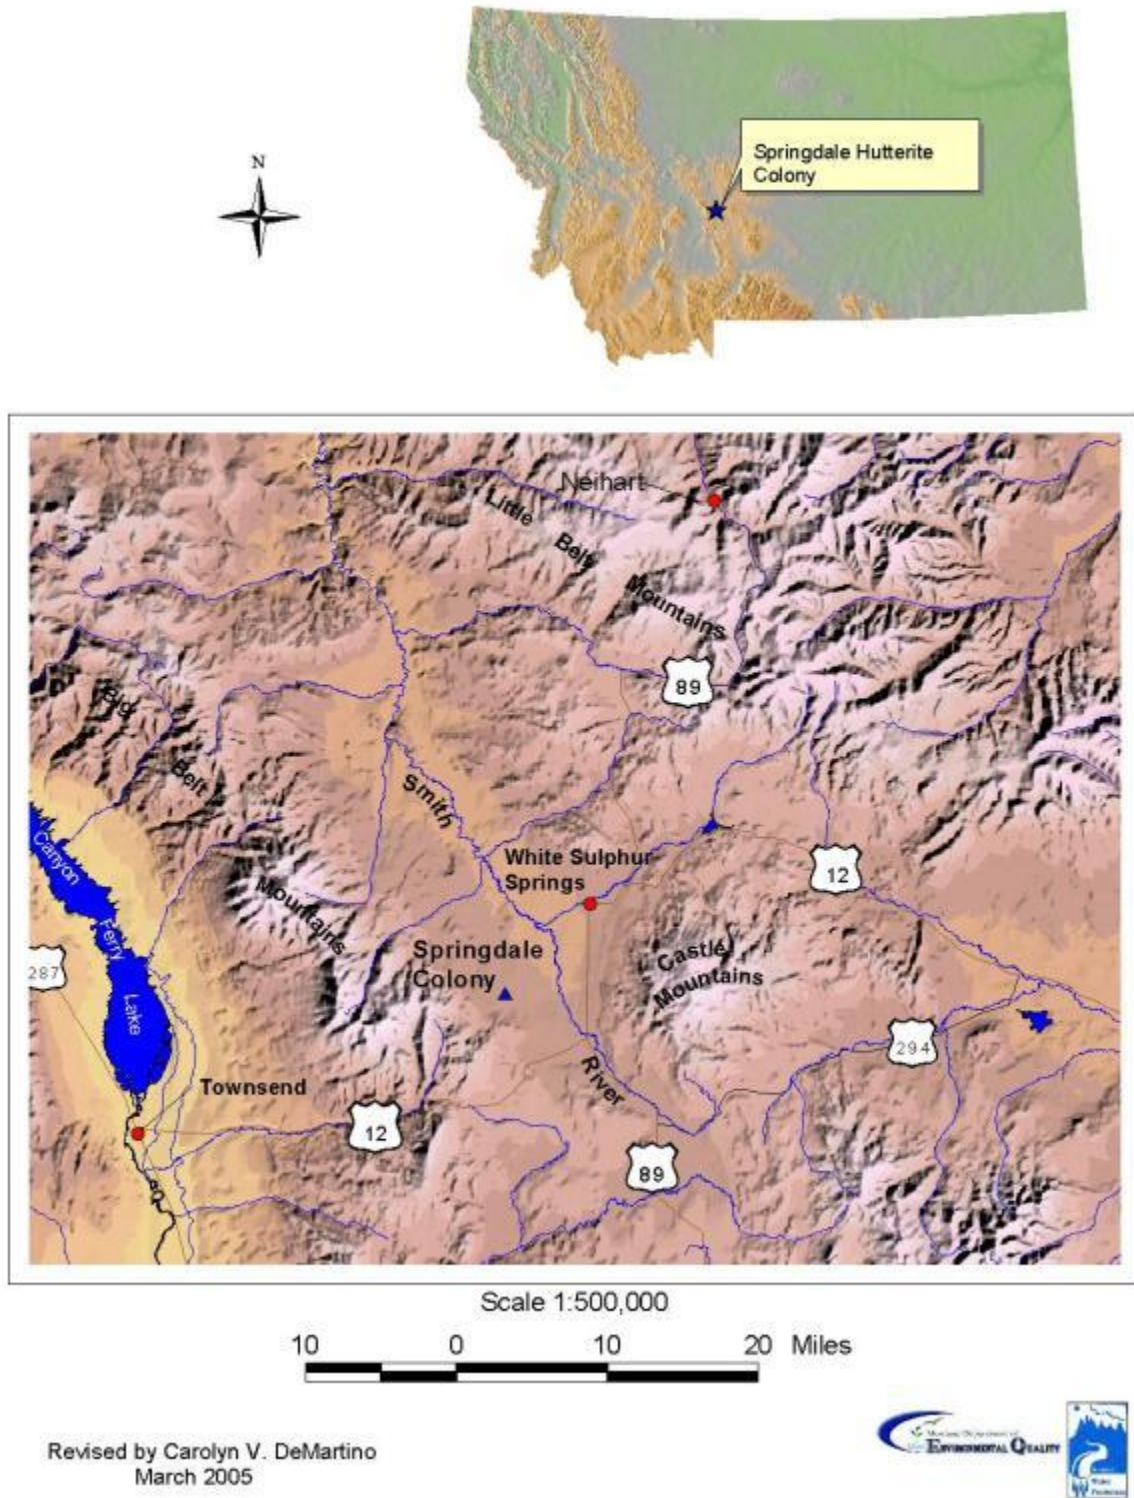 N
Springdale Hutterite
Colony
Neihart
Little
Belt
Mountains
89
Big
Belt
Mountains
Smith
White Sulphur
Springs
12
Canyon
Ferry
Lake
287
Springdale
Colony
Castle
Mountains
294
River
Townsend
12
89
Scale 1:500,000
10 0 10 20 Miles
Revised by Carolyn V. DeMartino
March 2005
ENVIRONMENTAL QUALITY